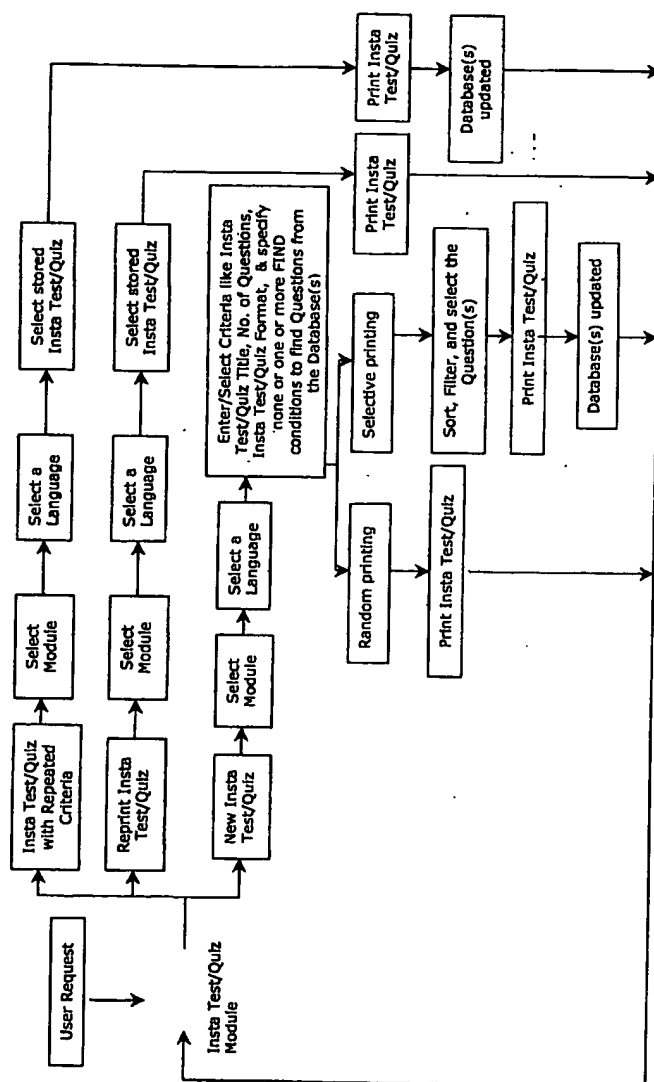 User Request
Insta Test/Quiz
Module
Insta Test/Quiz
with Repeated
Criteria
Select
Module
Select a
Language
Select stored
Insta Test/Quiz
Print Insta
Test/Quiz
Database(s)
updated
Reprint Insta
Test/Quiz
Select
Module
Select a
Language
Select stored
Insta Test/Quiz
Print Insta
Test/Quiz
New Insta
Test/Quiz
Select
Module
Select a
Language
Enter/Select Criteria like Insta
Test/Quiz Title, No. of Questions,
Insta Test/Quiz Format, & specify
none or one or more FIND
conditions to find Questions from
the Database(s)
Random printing
Print Insta Test/Quiz
Selective printing
Sort, Filter, and select the
Question(s)
Print Insta Test/Quiz
Database(s) updated